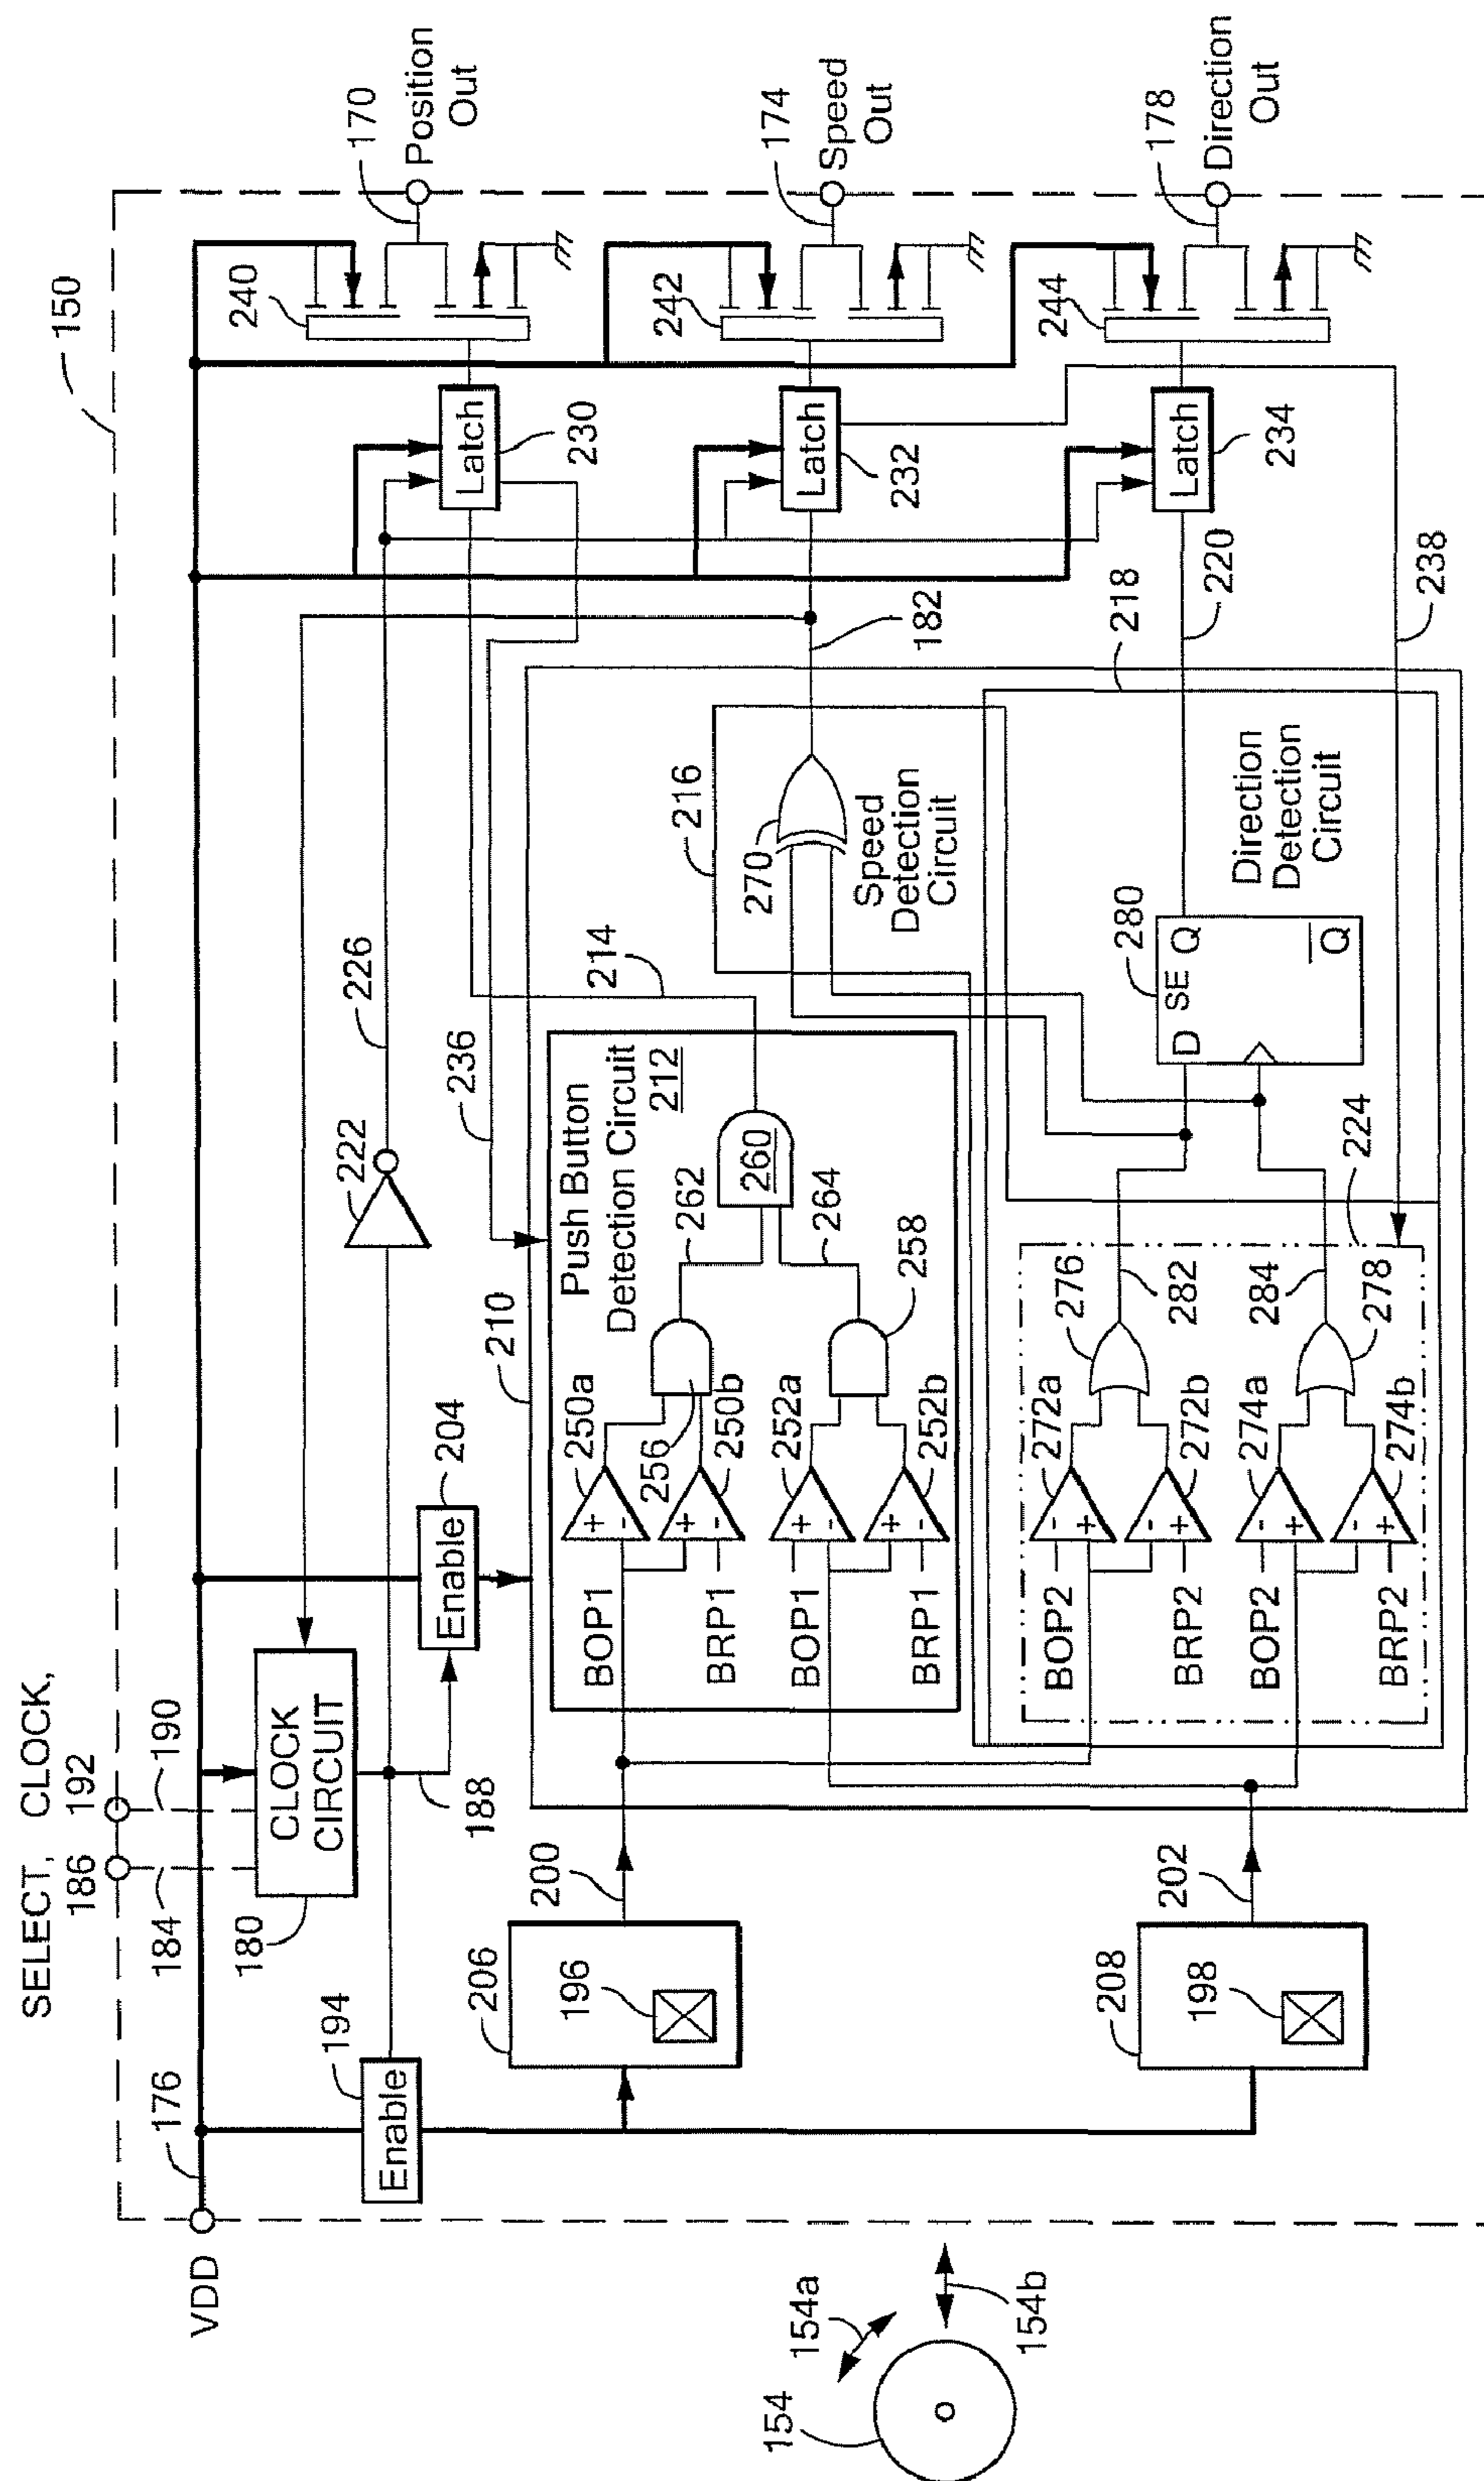 SELECT, CLOCK,
186 192
184
190
150
VDD
176
194
Enable
180
CLOCK
CIRCUIT
188
204
Enable
222
226
210
236
206
196
200
208
198
202
154
154a
154b
o
Push Button
Detection Circuit
212
BOP1
BRP1
BOP1
BRP1
+
-
+
-
+
-
+
-
250a
250b
252a
252b
256
258
260
262
264
214
216
270
Speed
Detection
Circuit
182
218
224
BOP2
BRP2
BOP2
BRP2
-
+
-
+
-
+
-
+
272a
272b
274a
274b
276
278
282
284
280
D SE Q
Q
Direction
Detection
Circuit
220
238
Latch
230
Latch
232
Latch
234
240
242
244
170
Position
Out
174
Speed
Out
178
Direction
Out